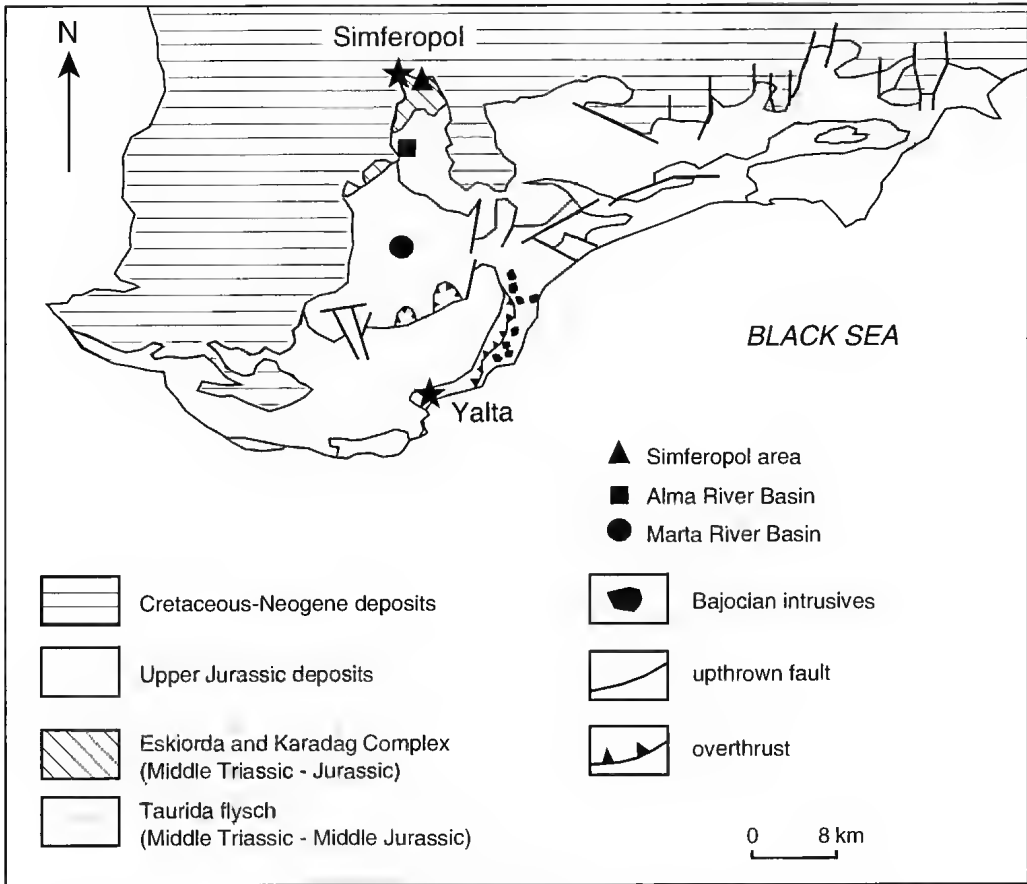 N
Simferopol
BLACK SEA
Yalta
Simferopol area
Alma River Basin
Marta River Basin
Cretaceous-Neogene deposits
Upper Jurassic deposits
Eskiorda and Karadag Complex
(Middle Triassic - Jurassic)
Taurida flysch
(Middle Triassic - Middle Jurassic)
Bajocian intrusives
upthrown fault
overthrust
0 8 km